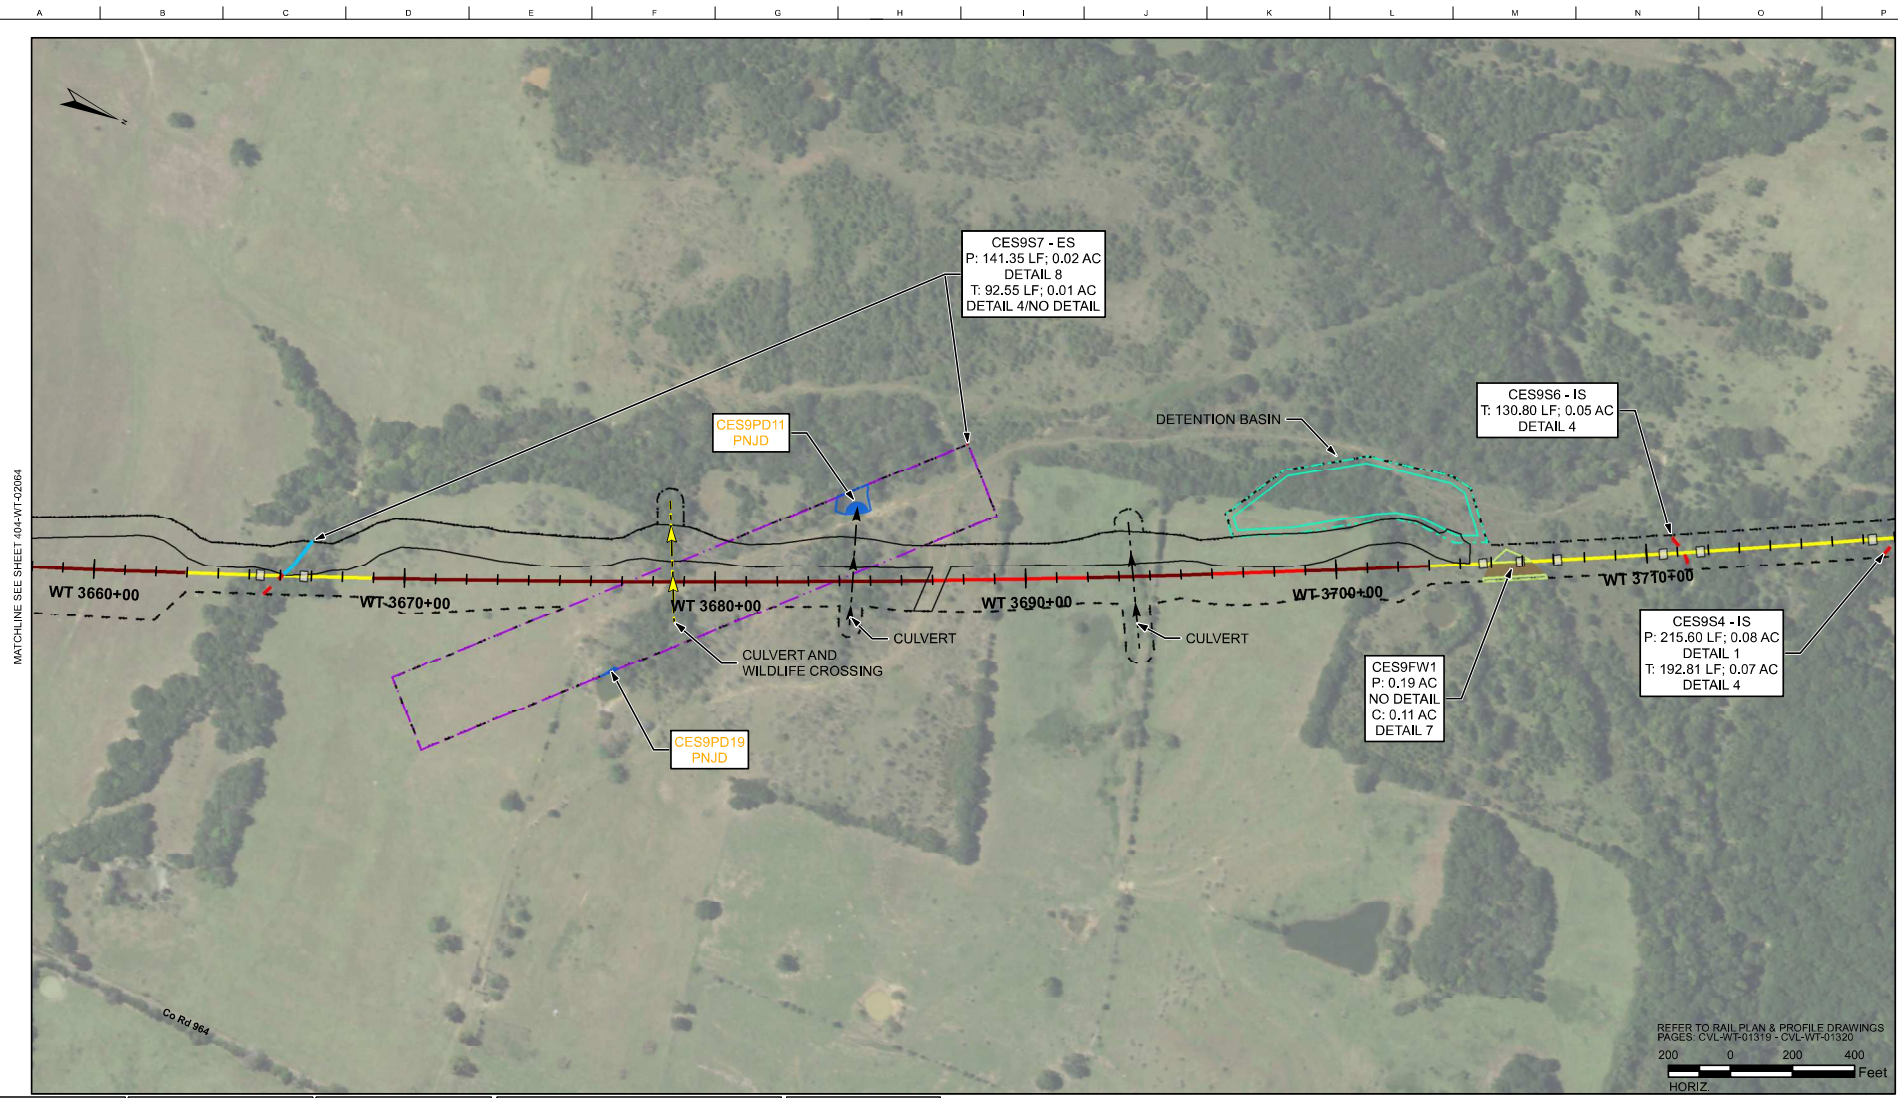 A B C D E F G H I J K L M N O P
N
CES9S7 - ES
P: 141.35 LF; 0.02 AC
DETAIL 8
T: 92.55 LF; 0.01 AC
DETAIL 4/NO DETAIL
CES9PD11
PNJD
DETENTION BASIN
CES9S6 - IS
T: 130.80 LF; 0.05 AC
DETAIL 4
MATCHLINE SEE SHEET 404-WT-02064
WT 3660+00
WT 3670+00
WT 3680+00
WT 3690+00
WT 3700+00
WT 3710+00
CULVERT AND
WILDLIFE CROSSING
CULVERT
CULVERT
CES9S4 - IS
P: 215.60 LF; 0.08 AC
DETAIL 1
T: 192.81 LF; 0.07 AC
DETAIL 4
CES9FW1
P: 0.19 AC
NO DETAIL
C: 0.11 AC
DETAIL 7
CES9PD19
PNJD
Co Rd 964
REFER TO RAIL PLAN & PROFILE DRAWINGS
PAGES: CVL-WT-01319 - CVL-WT-01320
200 0 200 400
Feet
HORIZ.